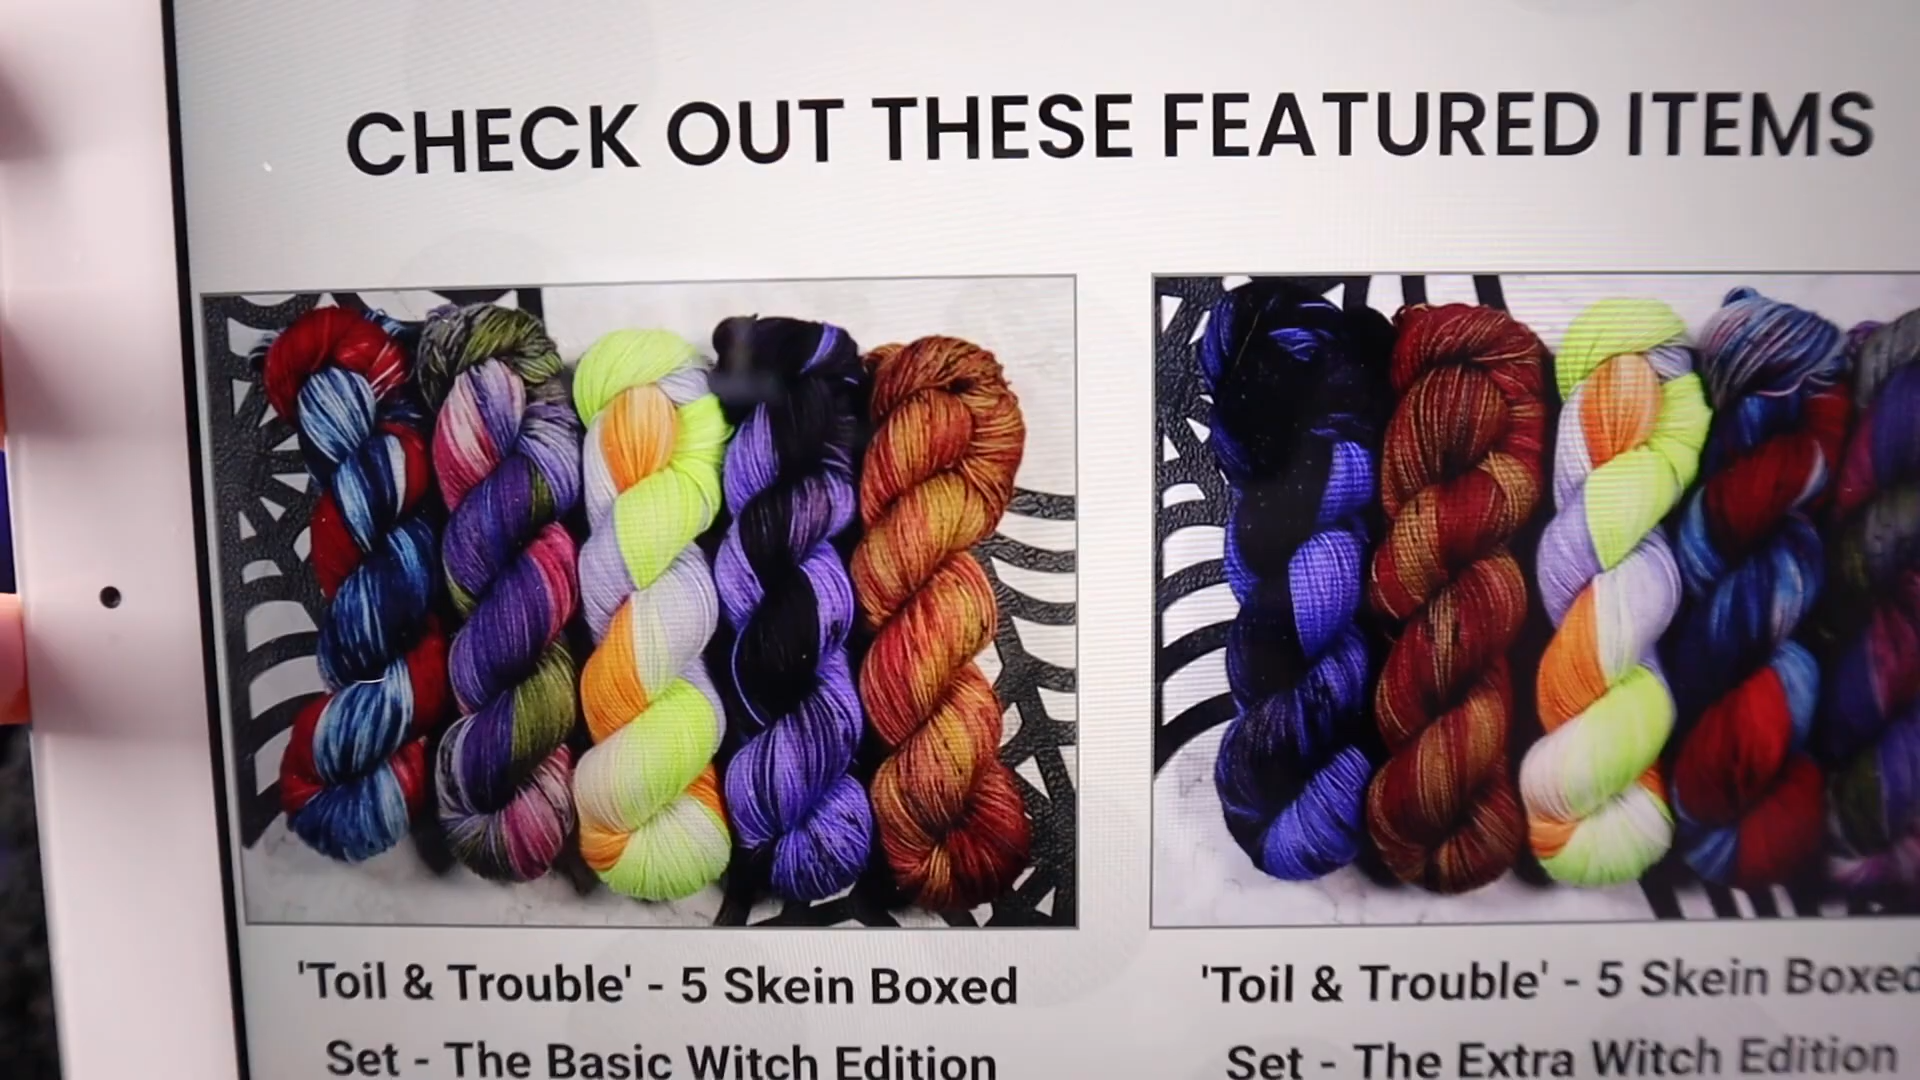 CHECK OUT THESE FEATURED ITEMS
'Toil & Trouble' - 5 Skein Boxed
Set - The Basic Witch Edition
'Toil & Trouble' - 5 Skein Boxed
Set - The Extra Witch Edition